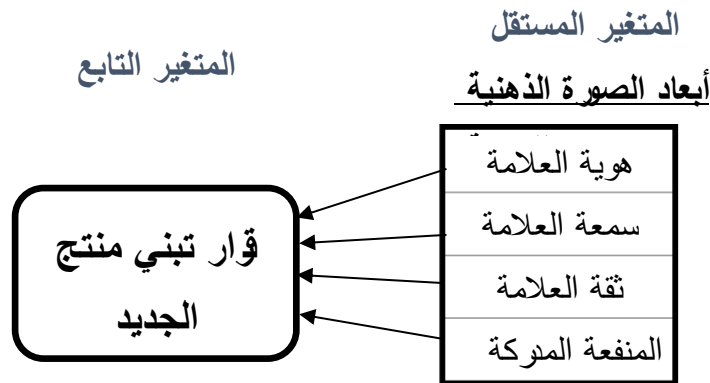 المتغير المستقل
أبعاد الصورة الذهنية
هوية العلامة
سمعة العلامة
ثقة العلامة
المنفعة المدركة
المتغير التابع
قرار تبني منتج
الجديد